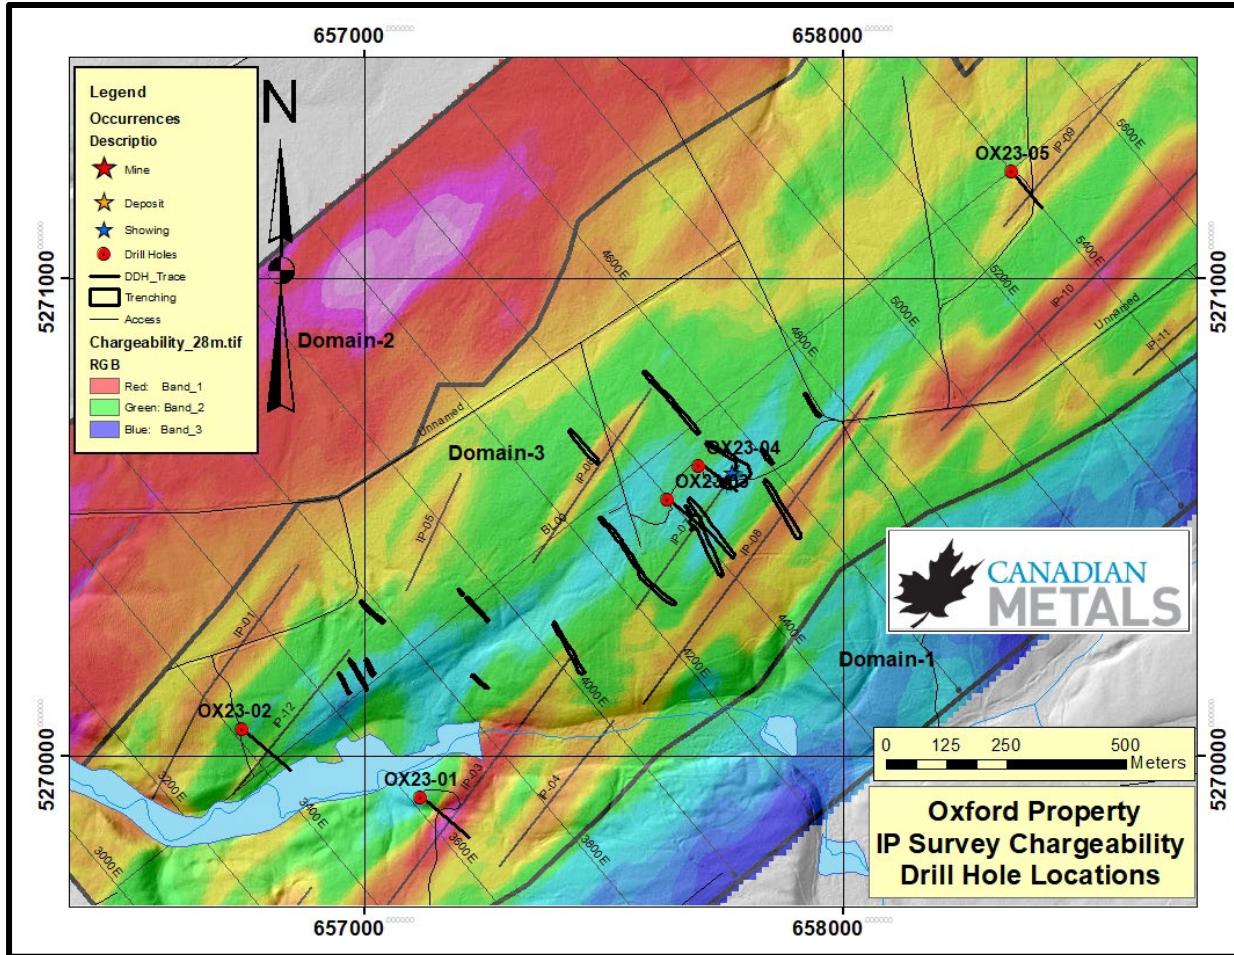 657000
658000
Legend
Occurrences
Descriptio
Mine
Deposit
Showing
Drill Holes
DDH_Trace
Trenching
Access
Chargeability_28m.tif
RGB
Red: Band_1
Green: Band_2
Blue: Band_3
N
OX23-05
IP-09
5600E
5271000
5271000
4600E
5400E
5200E
IP-10
5000E
Unnamed
IP-11
4800E
Domain-2
Unnamed
Domain-3
OX23-04
IP-06
OX23-03
BL00
IP-05
IP-07
IP-08
CANADIAN
METALS
IP-01
4400E
Domain-1
4200E
4000E
OX23-02
IP-12
5270000
5270000
0 125 250 500
Meters
OX23-01
IP-03
IP-04
3200E
3400E
3600E
3800E
3000E
Oxford Property
IP Survey Chargeability
Drill Hole Locations
657000
658000